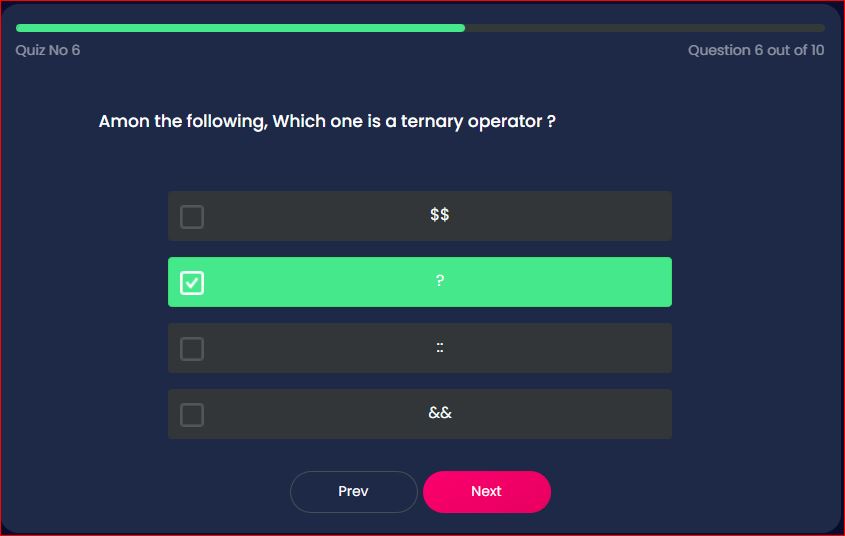 Quiz No 6
Question 6 out of 10
Amon the following, Which one is a ternary operator ?
$$
?
::
&&
Prev
Next